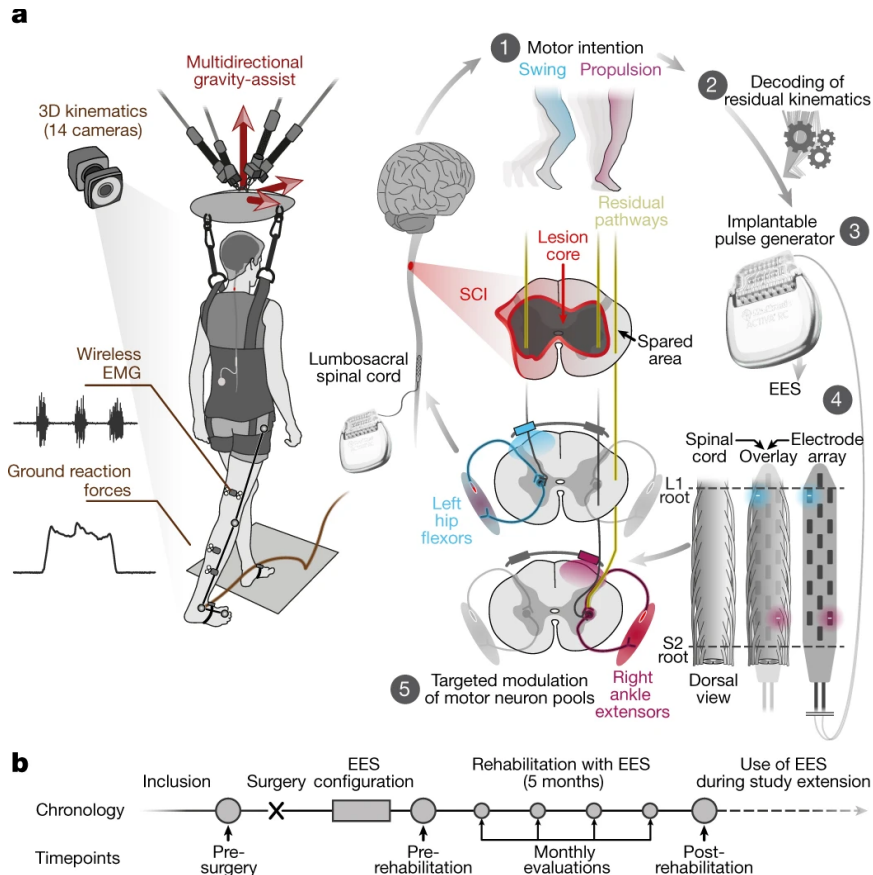 a
Multidirectional
gravity-assist
3D kinematics
(14 cameras)
Wireless
EMG
Ground reaction
forces
1 Motor intention
Swing Propulsion
2 Decoding of
residual kinematics
Residual
pathways
Lesion
core
SCI
Spared
area
Lumbosacral
spinal cord
Implantable
pulse generator 3
EES
4
Spinal
cord
Overlay
Electrode
array
L1
root
S2
root
Dorsal
view
Left
hip
flexors
5 Targeted modulation
of motor neuron pools
Right
ankle
extensors
b
Inclusion
Surgery
EES
configuration
Rehabilitation with EES
(5 months)
Use of EES
during study extension
Chronology
Timepoints
Pre-
surgery
Pre-
rehabilitation
Monthly
evaluations
Post-
rehabilitation